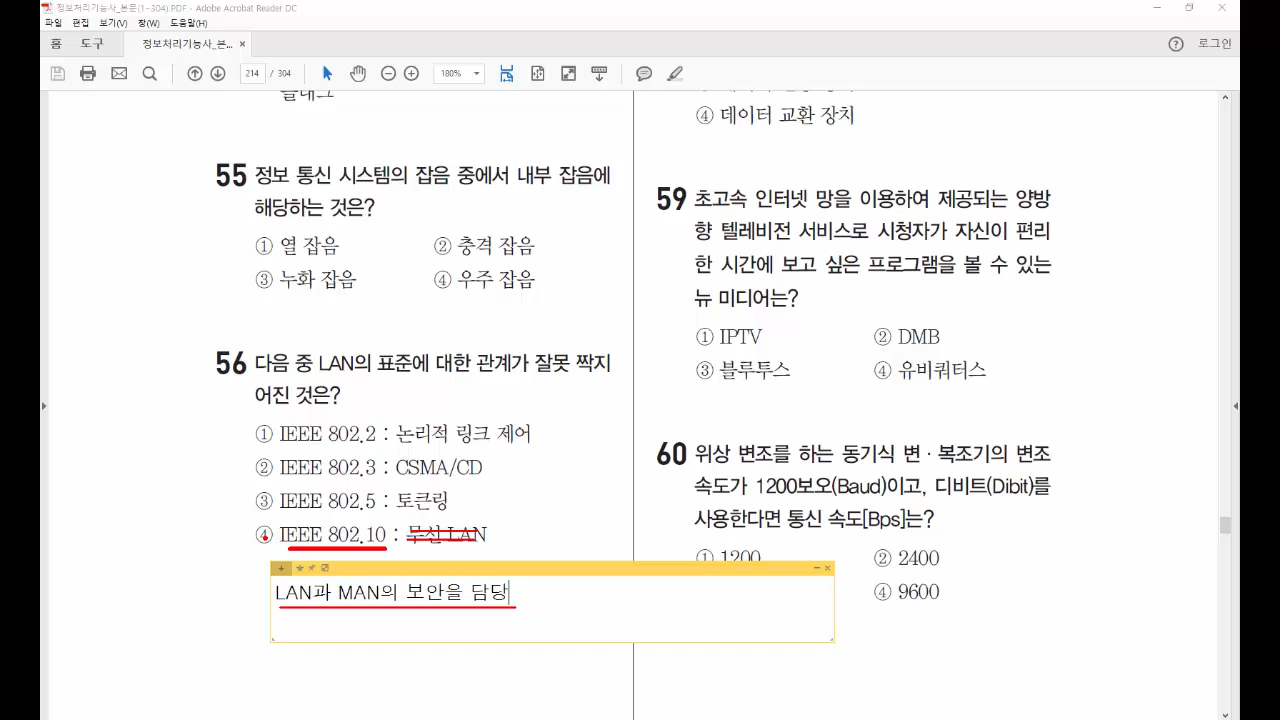 정보처리기능사_본문(1~304).PDF - Adobe Acrobat Reader DC
파일 편집 보기(V) 창(W) 도움말(H)
홈 도구 정보처리기능사_본... × 로그인
214 / 304 180%
플래그
55 정보 통신 시스템의 잡음 중에서 내부 잡음에
해당하는 것은?
① 열 잡음 ② 충격 잡음
③ 누화 잡음 ④ 우주 잡음
56 다음 중 LAN의 표준에 대한 관계가 잘못 짝지
어진 것은?
① IEEE 802.2 : 논리적 링크 제어
② IEEE 802.3 : CSMA/CD
③ IEEE 802.5 : 토큰링
④ IEEE 802.10 : 무선 LAN
LAN과 MAN의 보안을 담당
④ 데이터 교환 장치
59 초고속 인터넷 망을 이용하여 제공되는 양방
향 텔레비전 서비스로 시청자가 자신이 편리
한 시간에 보고 싶은 프로그램을 볼 수 있는
뉴 미디어는?
① IPTV ② DMB
③ 블루투스 ④ 유비쿼터스
60 위상 변조를 하는 동기식 변·복조기의 변조
속도가 1200보오(Baud)이고, 디비트(Dibit)를
사용한다면 통신 속도[Bps]는?
① 1200 ② 2400
④ 9600